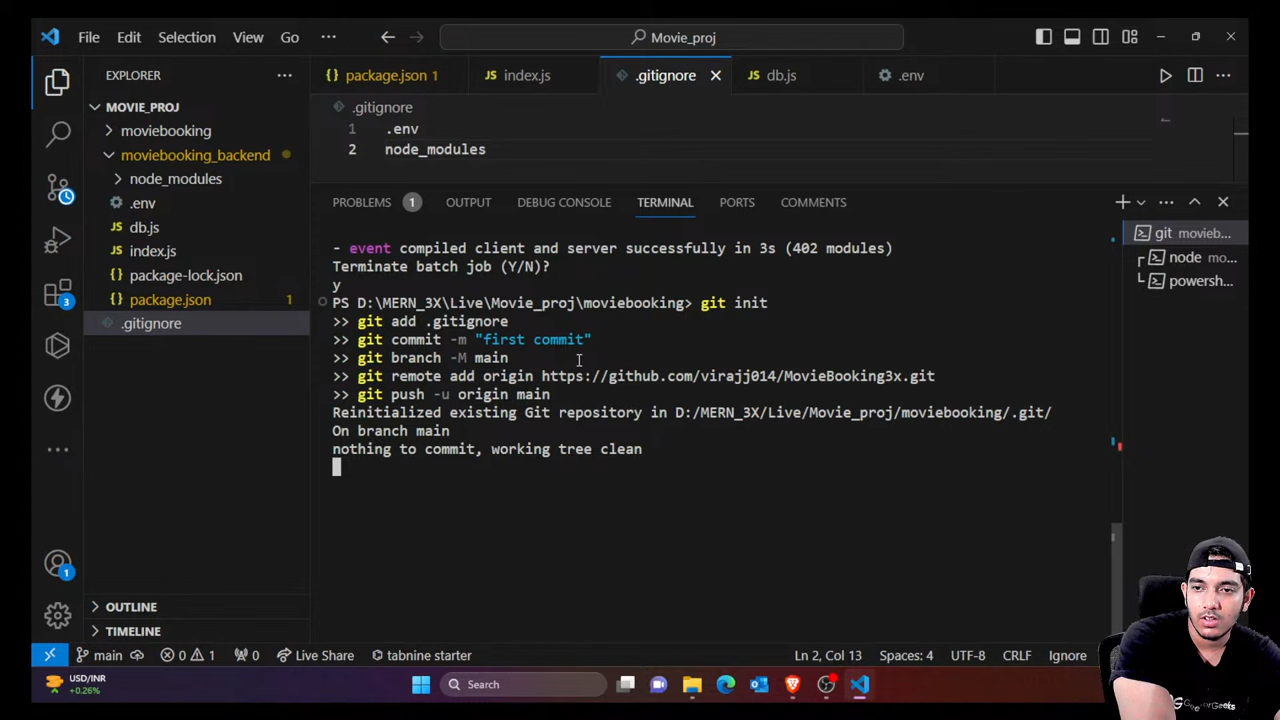 File Edit Selection View Go ··· Movie_proj
EXPLORER ···
MOVIE_PROJ
moviebooking
moviebooking_backend
node_modules
.env
JS db.js
JS index.js
{} package-lock.json
{} package.json 1
.gitignore
OUTLINE
TIMELINE
{} package.json 1 JS index.js .gitignore JS db.js .env ···
.gitignore
1 .env
2 node_modules
PROBLEMS 1 OUTPUT DEBUG CONSOLE TERMINAL PORTS COMMENTS
- event compiled client and server successfully in 3s (402 modules)
Terminate batch job (Y/N)?
y
PS D:\MERN_3X\Live\Movie_proj\moviebooking> git init
>> git add .gitignore
>> git commit -m "first commit"
>> git branch -M main
>> git remote add origin https://github.com/virajj014/MovieBooking3x.git
>> git push -u origin main
Reinitialized existing Git repository in D:/MERN_3X/Live/Movie_proj/moviebooking/.git/
On branch main
nothing to commit, working tree clean
git movieb...
node mo...
powersh...
3
1
main 0 1 0 Live Share tabnine starter Ln 2, Col 13 Spaces: 4 UTF-8 CRLF Ignore
USD/INR
+0.26%
Search